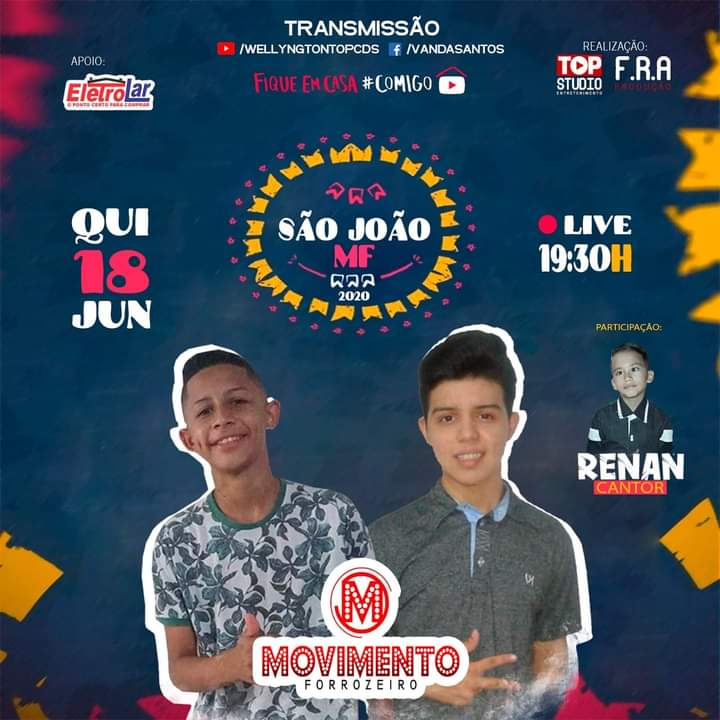 TRANSMISSÃO
/WELLYNGTONTOPCDS /VANDASANTOS
FIQUE EM CASA #COMIGO
APOIO:
EletroLar
O PONTO CERTO PARA COMPRAR
REALIZAÇÃO:
TOP STUDIO
ENTRETENIMENTO
F.R.A
PRODUÇÃO
QUI
18
JUN
SÃO JOÃO
MF
2020
LIVE
19:30H
PARTICIPAÇÃO:
RENAN
CANTOR
M
MOVIMENTO
FORROZEIRO